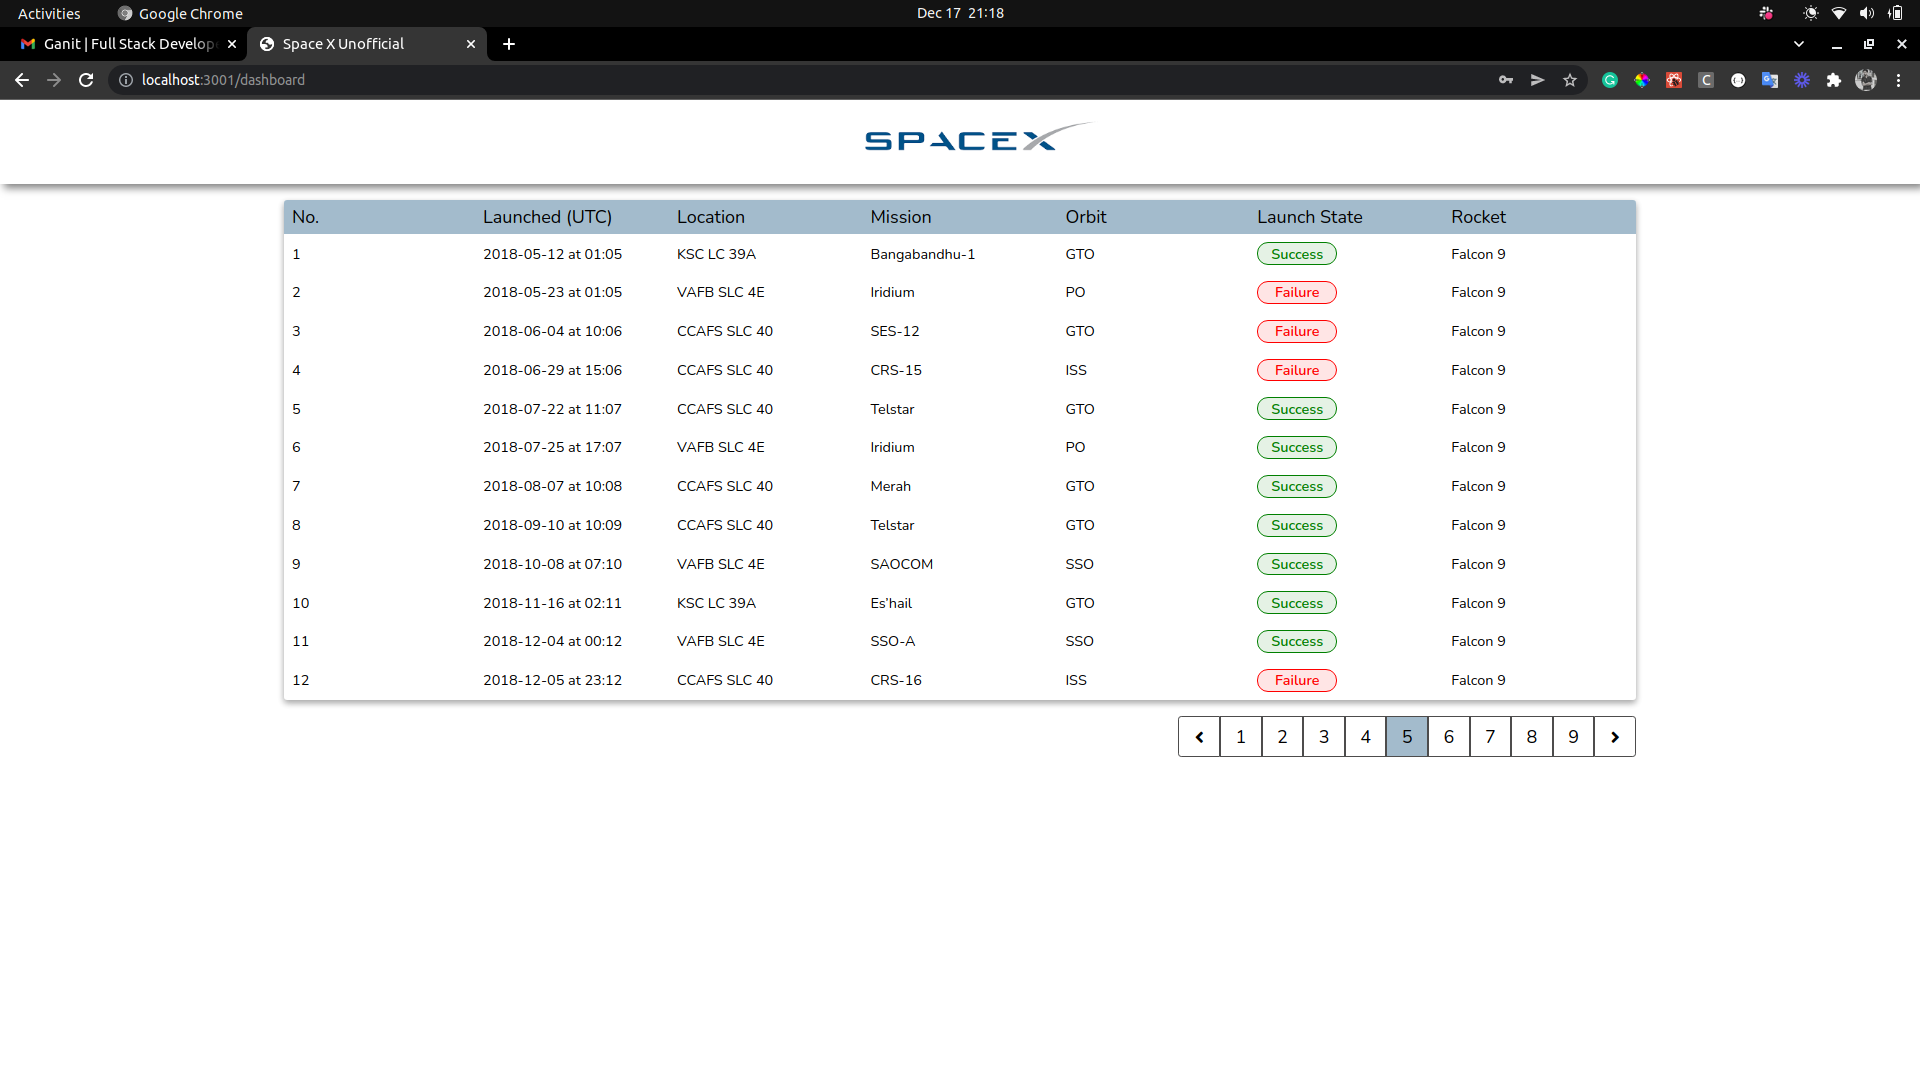 Activities Google Chrome Dec 17 21:18
Ganit | Full Stack Develop Space X Unofficial
localhost:3001/dashboard
SPACEX
No. Launched (UTC) Location Mission Orbit Launch State Rocket
1 2018-05-12 at 01:05 KSC LC 39A Bangabandhu-1 GTO Success Falcon 9
2 2018-05-23 at 01:05 VAFB SLC 4E Iridium PO Failure Falcon 9
3 2018-06-04 at 10:06 CCAFS SLC 40 SES-12 GTO Failure Falcon 9
4 2018-06-29 at 15:06 CCAFS SLC 40 CRS-15 ISS Failure Falcon 9
5 2018-07-22 at 11:07 CCAFS SLC 40 Telstar GTO Success Falcon 9
6 2018-07-25 at 17:07 VAFB SLC 4E Iridium PO Success Falcon 9
7 2018-08-07 at 10:08 CCAFS SLC 40 Merah GTO Success Falcon 9
8 2018-09-10 at 10:09 CCAFS SLC 40 Telstar GTO Success Falcon 9
9 2018-10-08 at 07:10 VAFB SLC 4E SAOCOM SSO Success Falcon 9
10 2018-11-16 at 02:11 KSC LC 39A Es'hail GTO Success Falcon 9
11 2018-12-04 at 00:12 VAFB SLC 4E SSO-A SSO Success Falcon 9
12 2018-12-05 at 23:12 CCAFS SLC 40 CRS-16 ISS Failure Falcon 9
1 2 3 4 5 6 7 8 9